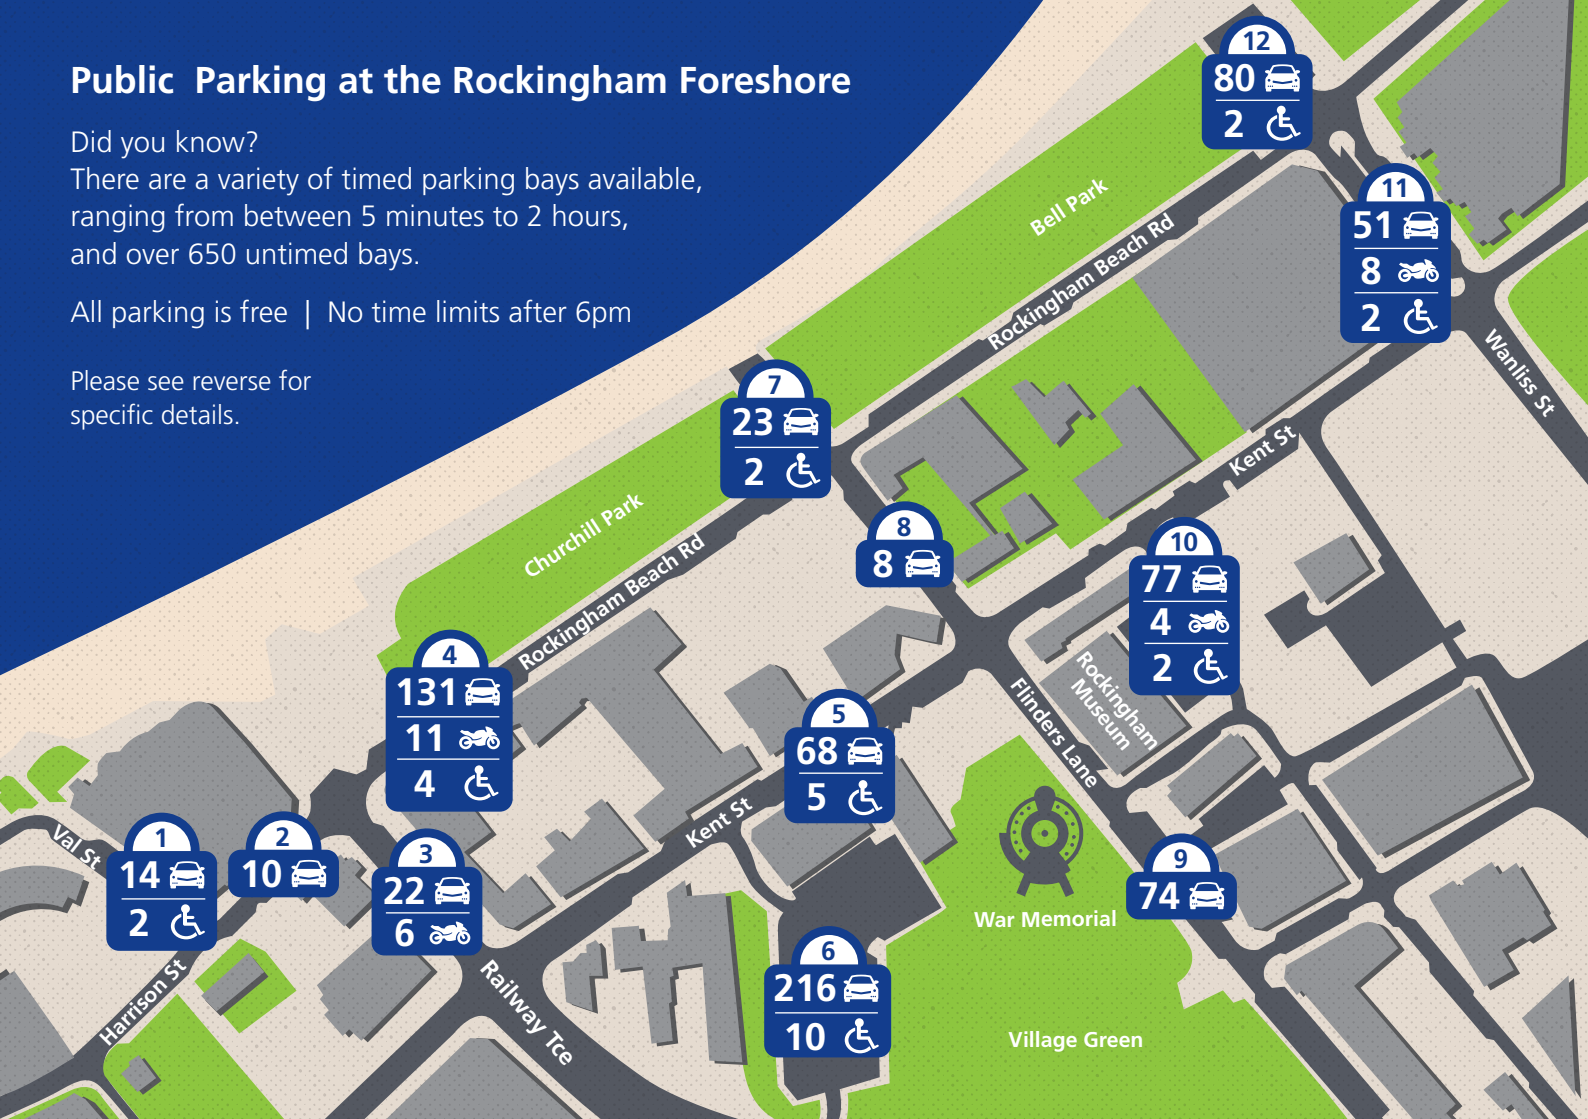 Public Parking at the Rockingham Foreshore
Did you know?
There are a variety of timed parking bays available,
ranging from between 5 minutes to 2 hours,
and over 650 untimed bays.
All parking is free | No time limits after 6pm
Please see reverse for
specific details.
12
80
2
11
51
8
2
Bell Park
Rockingham Beach Rd
Wanliss St
7
23
2
Kent St
Churchill Park
Rockingham Beach Rd
8
8
10
77
4
2
4
131
11
4
Rockingham
Museum
Flinders Lane
5
68
5
Kent St
Val St
1
14
2
2
10
3
22
6
9
74
War Memorial
6
216
10
Harrison St
Railway Tce
Village Green